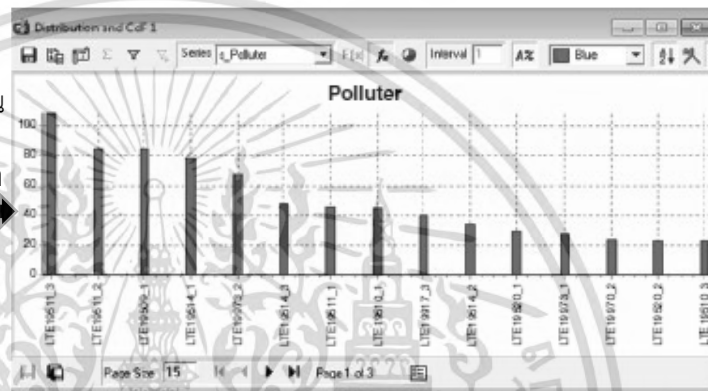 Distribution and CdF 1
Series s_Polluter Interval 1 A% Blue
Polluter
100
80
60
40
20
0
LTE19511_3
LTE19511_2
LTE19509_1
LTE19514_1
LTE19973_2
LTE19514_3
LTE19511_1
LTE19510_1
LTE19917_3
LTE19514_2
LTE19520_1
LTE19973_1
LTE19970_2
LTE19520_2
LTE19510_3
Page Size 15 Page 1 of 3